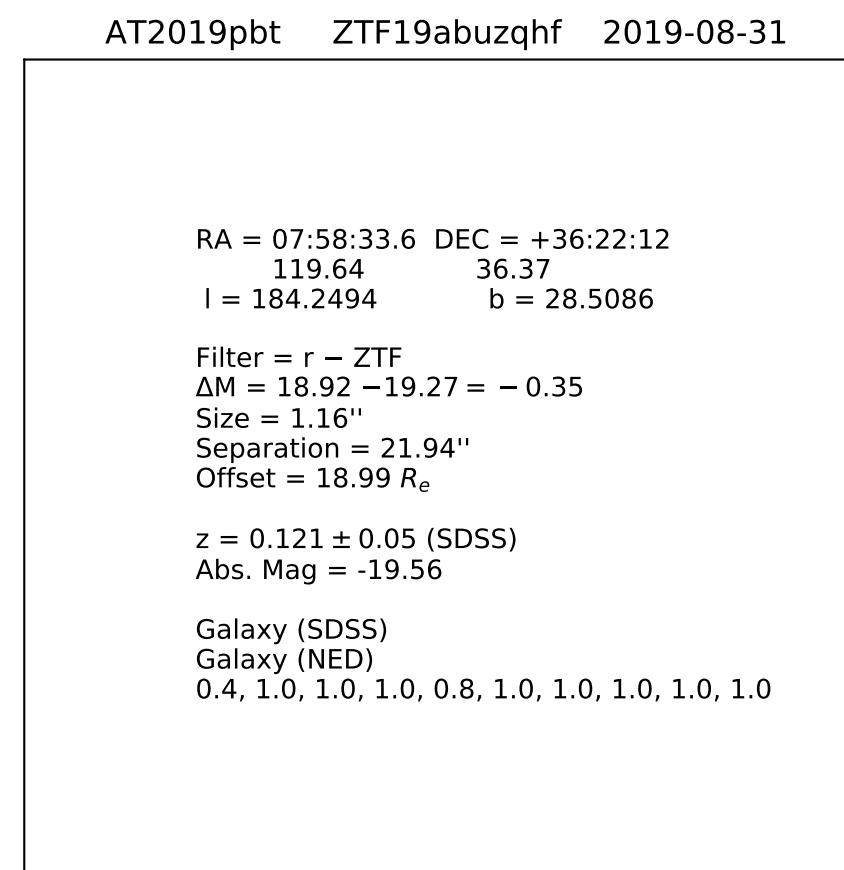 AT2019pbt ZTF19abuzqhf 2019-08-31
RA = 07:58:33.6 DEC = +36:22:12
119.64 36.37
l = 184.2494 b = 28.5086
Filter = r − ZTF
ΔM = 18.92 −19.27 = − 0.35
Size = 1.16''
Separation = 21.94''
Offset = 18.99 Re
z = 0.121 ± 0.05 (SDSS)
Abs. Mag = -19.56
Galaxy (SDSS)
Galaxy (NED)
0.4, 1.0, 1.0, 1.0, 0.8, 1.0, 1.0, 1.0, 1.0, 1.0